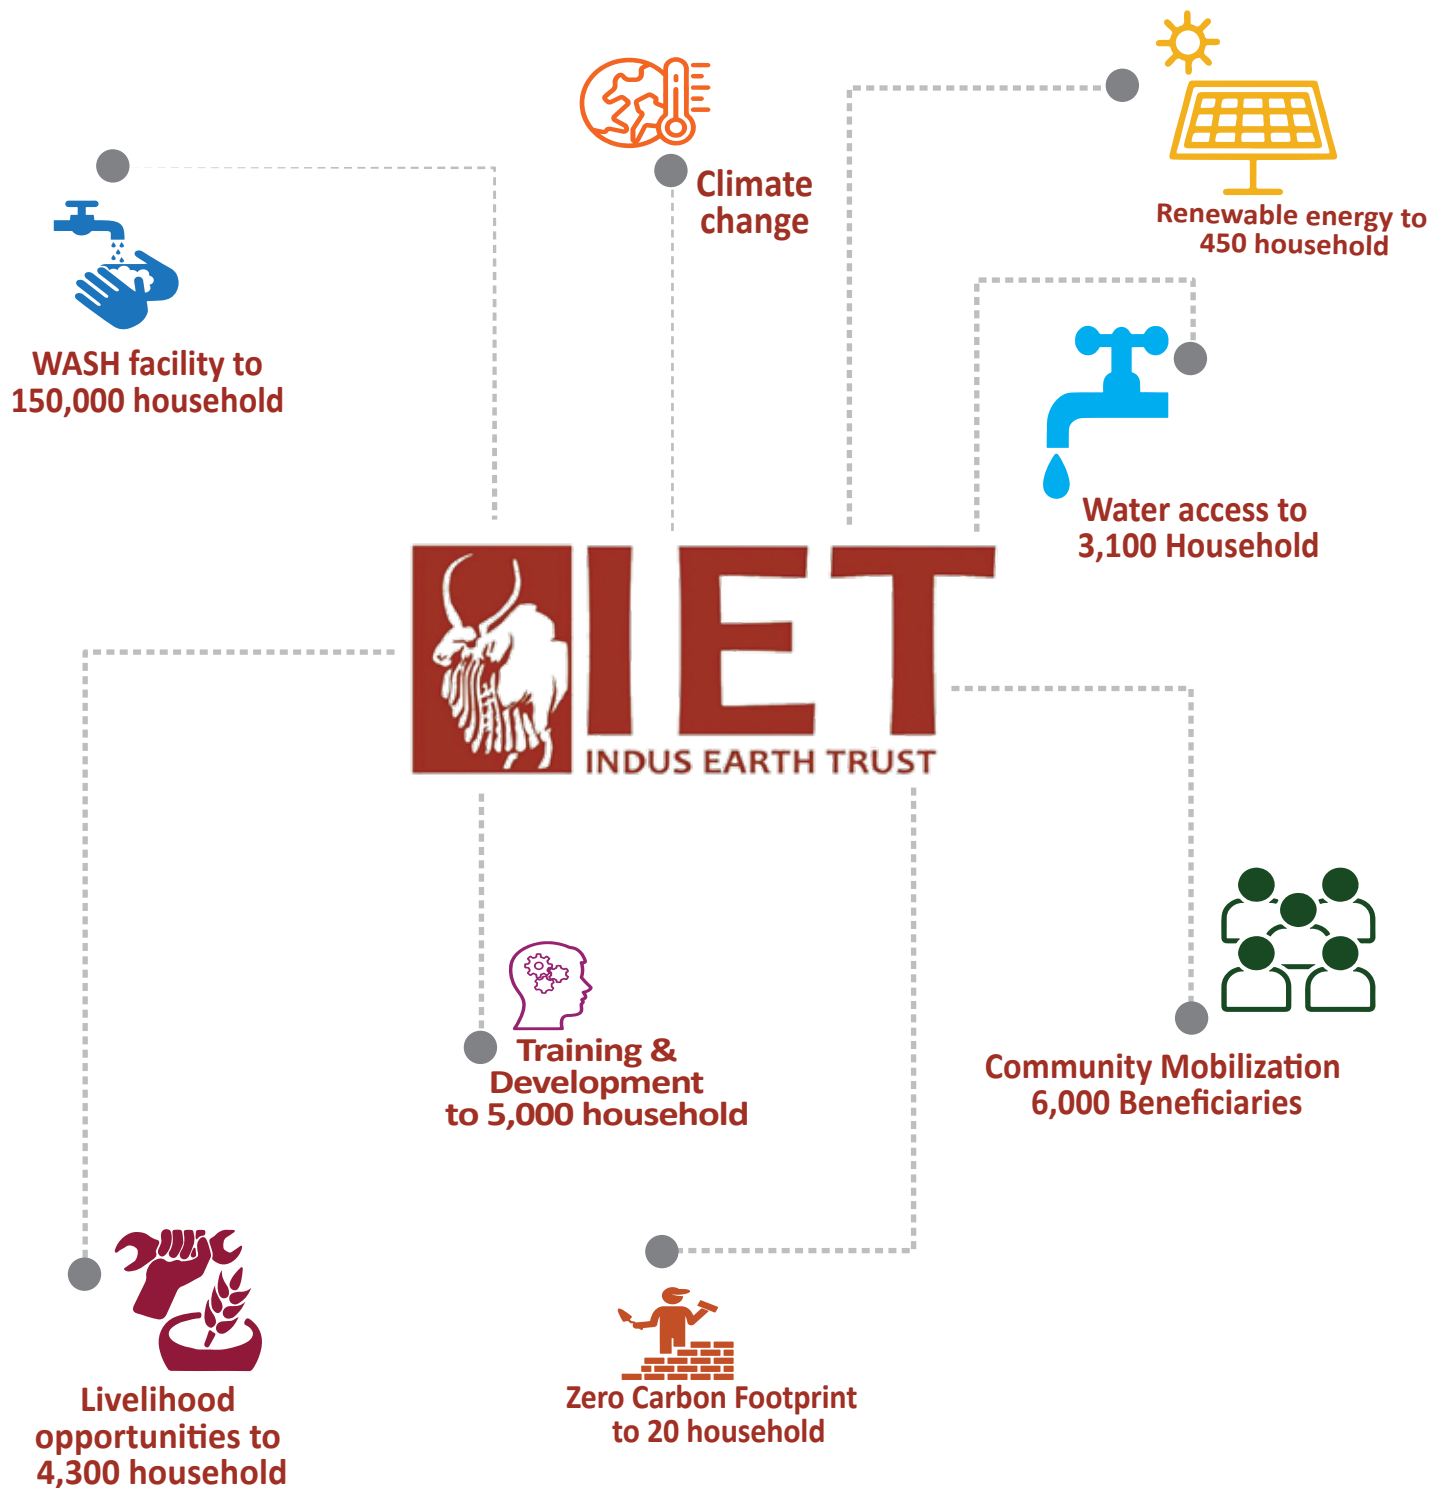 Climate
change
Renewable energy to
450 household
WASH facility to
150,000 household
Water access to
3,100 Household
IET
INDUS EARTH TRUST
Training &
Development
to 5,000 household
Community Mobilization
6,000 Beneficiaries
Livelihood
opportunities to
4,300 household
Zero Carbon Footprint
to 20 household